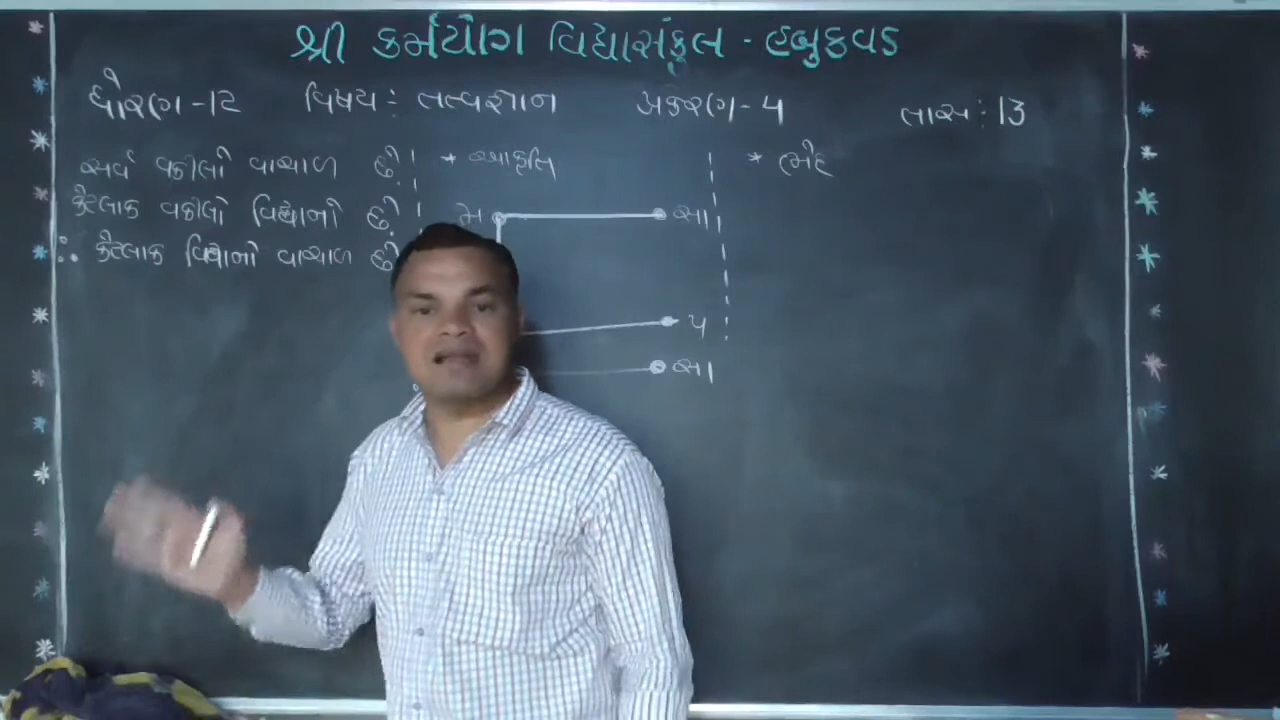 શ્રી કર્મયોગ વિદ્યાસંકુલ - હબુકવડ
ધોરણ - 12 વિષય : તત્વજ્ઞાન પ્રકરણ - 4 તાસ : 13
સર્વ વકીલો વાચાળ છે.
કેટલાક વકીલો વિદ્વાનો છે.
∴ કેટલાક વિદ્વાનો વાચાળ છે.
* આકૃતિ
મ સા
પ
સા
* ભેદ